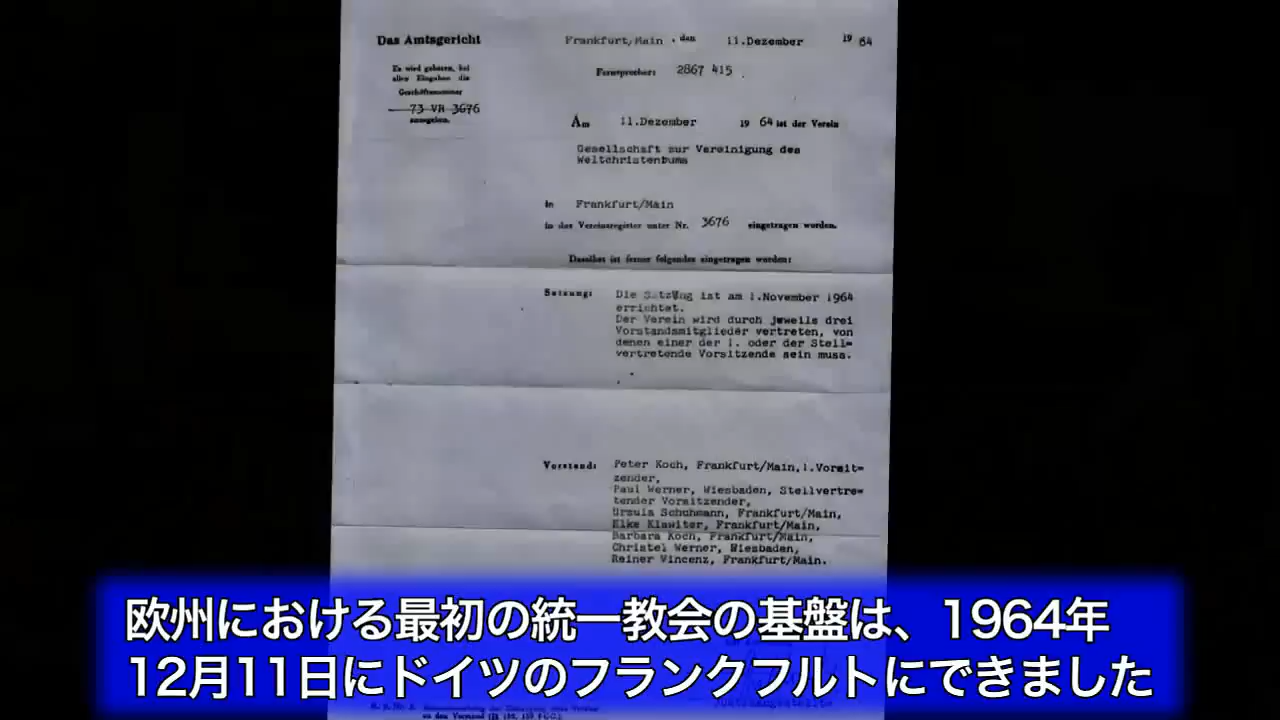 Das Amtsgericht
Frankfurt/Main , den 11.Dezember 19 64
Es wird gebeten, bei
allen Eingaben die
Geschäftsnummer
73 VR 3676
anzugeben.
Fernsprecher: 2867 415
Am 11.Dezember 19 64 ist der Verein
Gesellschaft zur Vereinigung des
Weltchristentums
in Frankfurt/Main
in das Vereinsregister unter Nr. 3676 eingetragen worden.
Daselbst ist ferner folgendes eingetragen worden:
Satzung: Die Satzung ist am 1.November 1964
errichtet.
Der Verein wird durch jeweils drei
Vorstandsmitglieder vertreten, von
denen einer der 1. oder der Stell=
vertretende Vorsitzende sein muss.
Vorstand: Peter Koch, Frankfurt/Main,1.Vorsit=
zender,
Paul Werner, Wiesbaden, Stellvertre=
tender Vorsitzender,
Ursula Schuhmann, Frankfurt/Main,
Elke Klawiter, Frankfurt/Main,
Barbara Koch, Frankfurt/Main,
Christel Werner, Wiesbaden,
Reiner Vincenz, Frankfurt/Main.
欧州における最初の統一教会の基盤は、1964年
12月11日にドイツのフランクフルトにできました
an den Vorstand